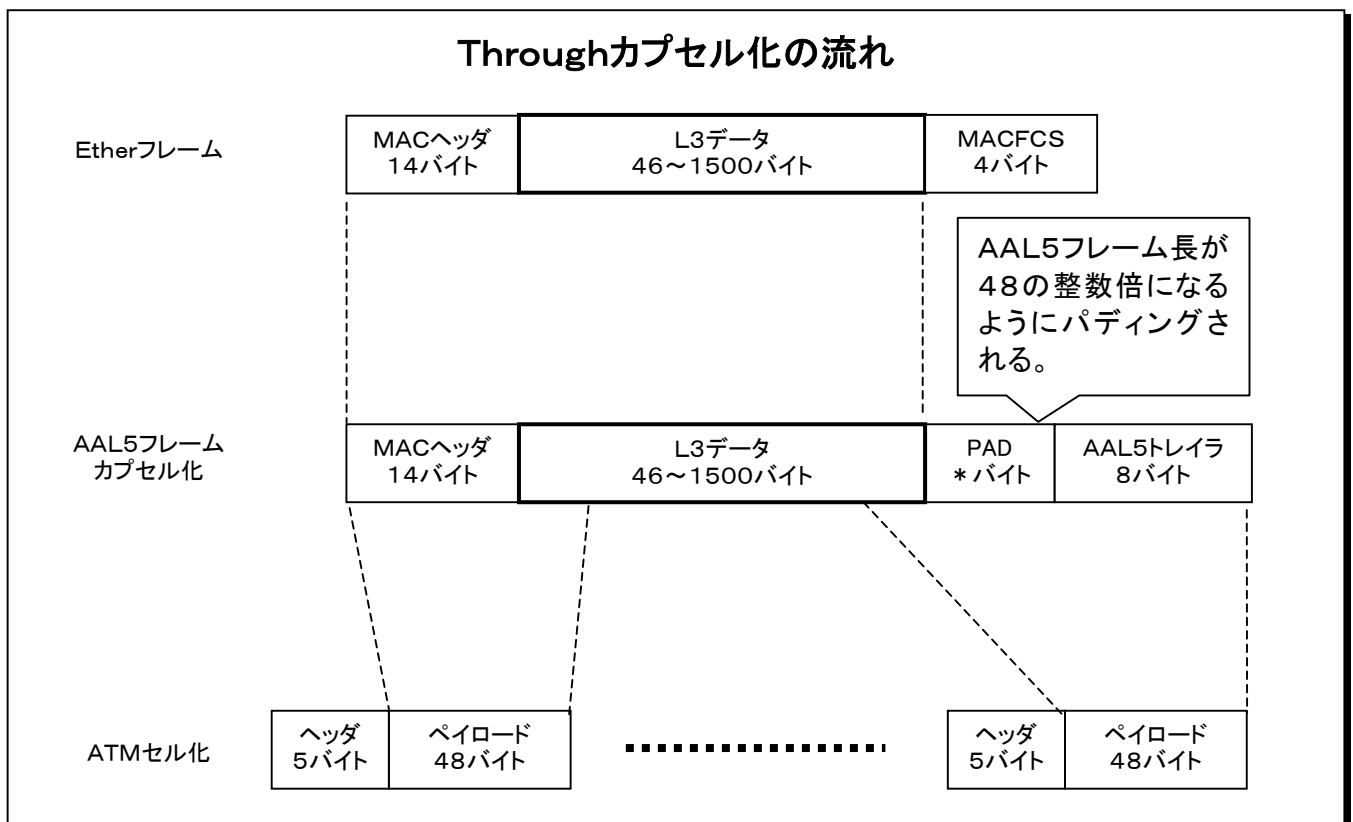 Throughカプセル化の流れ
Etherフレーム
MACヘッダ
14バイト
L3データ
46～1500バイト
MACFCS
4バイト
AAL5フレーム長が
48の整数倍になる
ようにパディングさ
れる。
AAL5フレーム
カプセル化
MACヘッダ
14バイト
L3データ
46～1500バイト
PAD
*バイト
AAL5トレイラ
8バイト
ATMセル化
ヘッダ
5バイト
ペイロード
48バイト
ヘッダ
5バイト
ペイロード
48バイト